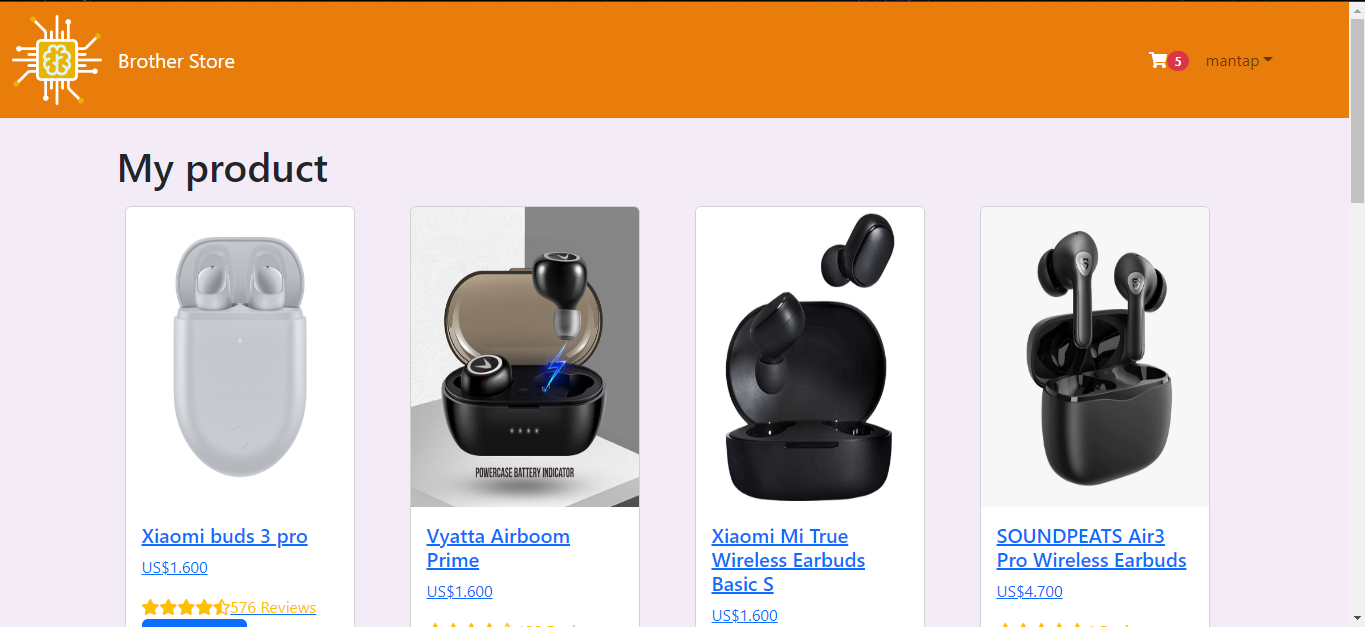 Brother Store
5
mantap
My product
POWERCASE BATTERY INDICATOR
Xiaomi buds 3 pro
US$1.600
576 Reviews
Vyatta Airboom
Prime
US$1.600
Xiaomi Mi True
Wireless Earbuds
Basic S
US$1.600
SOUNDPEATS Air3
Pro Wireless Earbuds
US$4.700